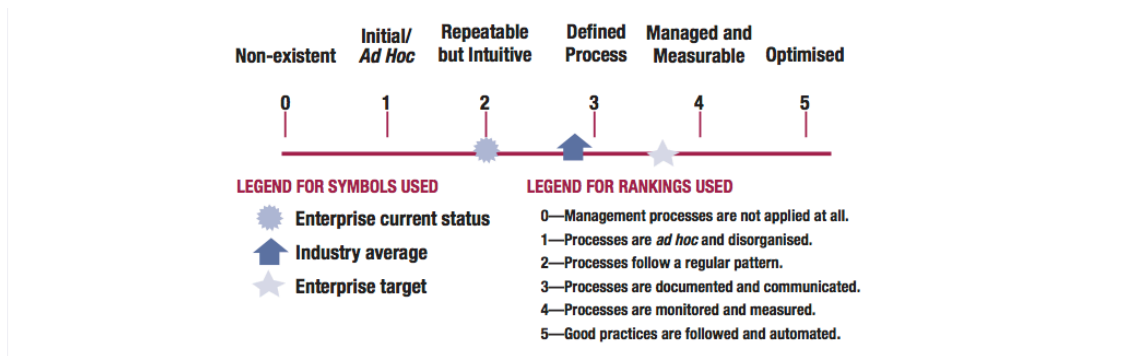 Non-existent
Initial/
Ad Hoc
Repeatable
but Intuitive
Defined
Process
Managed and
Measurable
Optimised
0 1 2 3 4 5
LEGEND FOR SYMBOLS USED
Enterprise current status
Industry average
Enterprise target
LEGEND FOR RANKINGS USED
0—Management processes are not applied at all.
1—Processes are ad hoc and disorganised.
2—Processes follow a regular pattern.
3—Processes are documented and communicated.
4—Processes are monitored and measured.
5—Good practices are followed and automated.